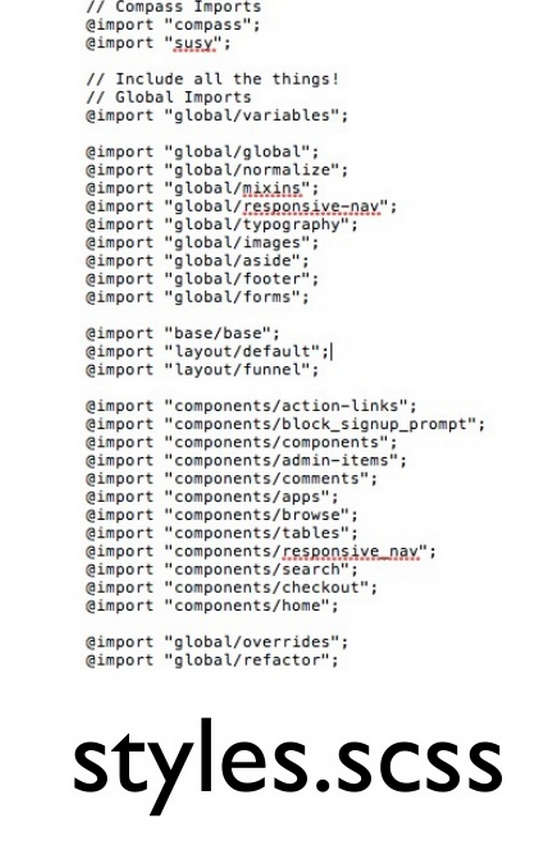 // Compass Imports
@import "compass";
@import "susy";
// Include all the things!
// Global Imports
@import "global/variables";
@import "global/global";
@import "global/normalize";
@import "global/mixins";
@import "global/responsive-nav";
@import "global/typography";
@import "global/images";
@import "global/aside";
@import "global/footer";
@import "global/forms";
@import "base/base";
@import "layout/default";
@import "layout/funnel";
@import "components/action-links";
@import "components/block_signup_prompt";
@import "components/components";
@import "components/admin-items";
@import "components/comments";
@import "components/apps";
@import "components/browse";
@import "components/tables";
@import "components/responsive_nav";
@import "components/search";
@import "components/checkout";
@import "components/home";
@import "global/overrides";
@import "global/refactor";
styles.scss